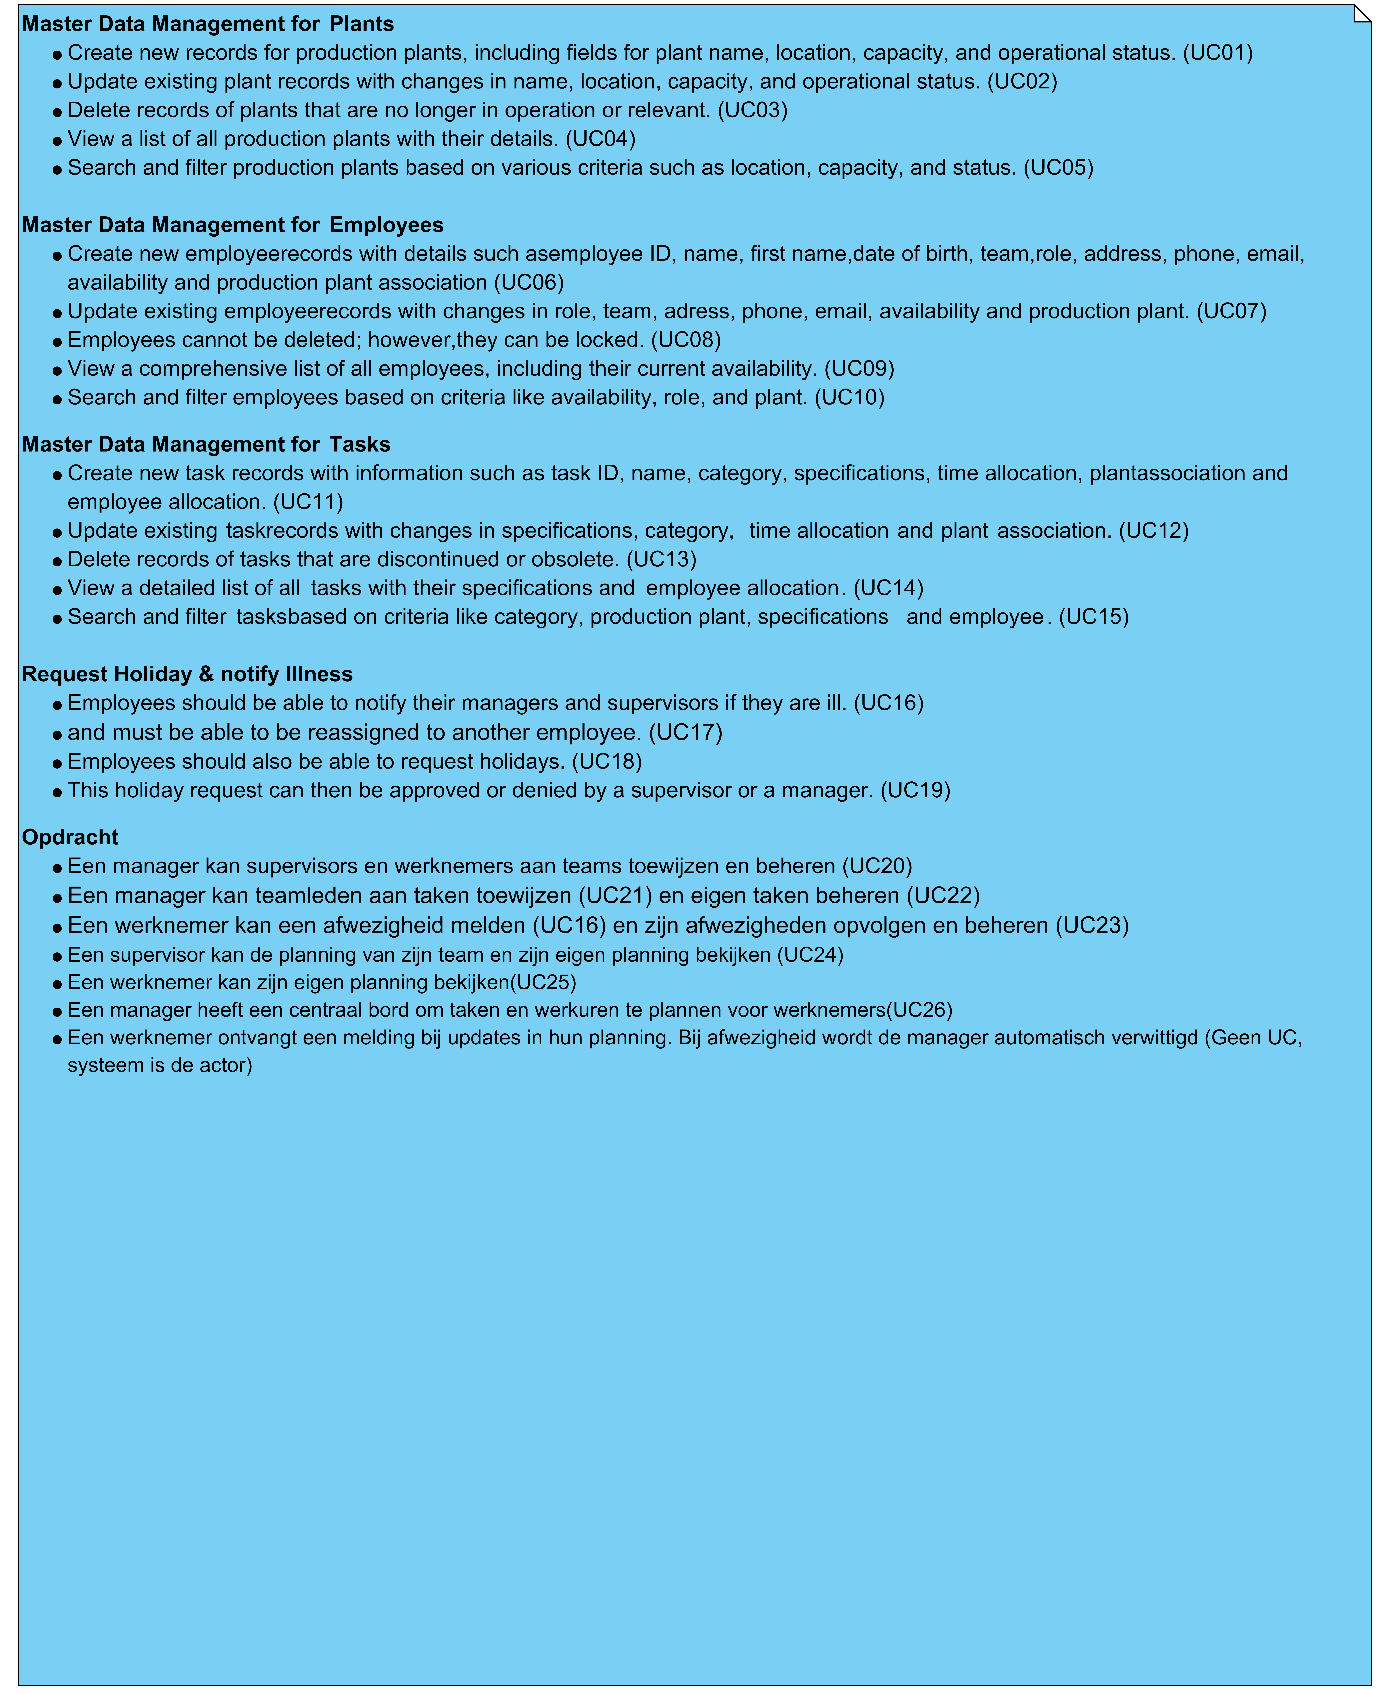 Master Data Management for Plants
● Create new records for production plants, including fields for plant name, location, capacity, and operational status. (UC01)
● Update existing plant records with changes in name, location, capacity, and operational status. (UC02)
● Delete records of plants that are no longer in operation or relevant. (UC03)
● View a list of all production plants with their details. (UC04)
● Search and filter production plants based on various criteria such as location, capacity, and status. (UC05)
Master Data Management for Employees
● Create new employeerecords with details such asemployee ID, name, first name,date of birth, team,role, address, phone, email,
availability and production plant association (UC06)
● Update existing employeerecords with changes in role, team, adress, phone, email, availability and production plant. (UC07)
● Employees cannot be deleted; however,they can be locked. (UC08)
● View a comprehensive list of all employees, including their current availability. (UC09)
● Search and filter employees based on criteria like availability, role, and plant. (UC10)
Master Data Management for Tasks
● Create new task records with information such as task ID, name, category, specifications, time allocation, plantassociation and
employee allocation. (UC11)
● Update existing taskrecords with changes in specifications, category, time allocation and plant association. (UC12)
● Delete records of tasks that are discontinued or obsolete. (UC13)
● View a detailed list of all tasks with their specifications and employee allocation. (UC14)
● Search and filter tasksbased on criteria like category, production plant, specifications and employee. (UC15)
Request Holiday & notify Illness
● Employees should be able to notify their managers and supervisors if they are ill. (UC16)
● and must be able to be reassigned to another employee. (UC17)
● Employees should also be able to request holidays. (UC18)
● This holiday request can then be approved or denied by a supervisor or a manager. (UC19)
Opdracht
● Een manager kan supervisors en werknemers aan teams toewijzen en beheren (UC20)
● Een manager kan teamleden aan taken toewijzen (UC21) en eigen taken beheren (UC22)
● Een werknemer kan een afwezigheid melden (UC16) en zijn afwezigheden opvolgen en beheren (UC23)
● Een supervisor kan de planning van zijn team en zijn eigen planning bekijken (UC24)
● Een werknemer kan zijn eigen planning bekijken(UC25)
● Een manager heeft een centraal bord om taken en werkuren te plannen voor werknemers(UC26)
● Een werknemer ontvangt een melding bij updates in hun planning. Bij afwezigheid wordt de manager automatisch verwittigd (Geen UC,
systeem is de actor)